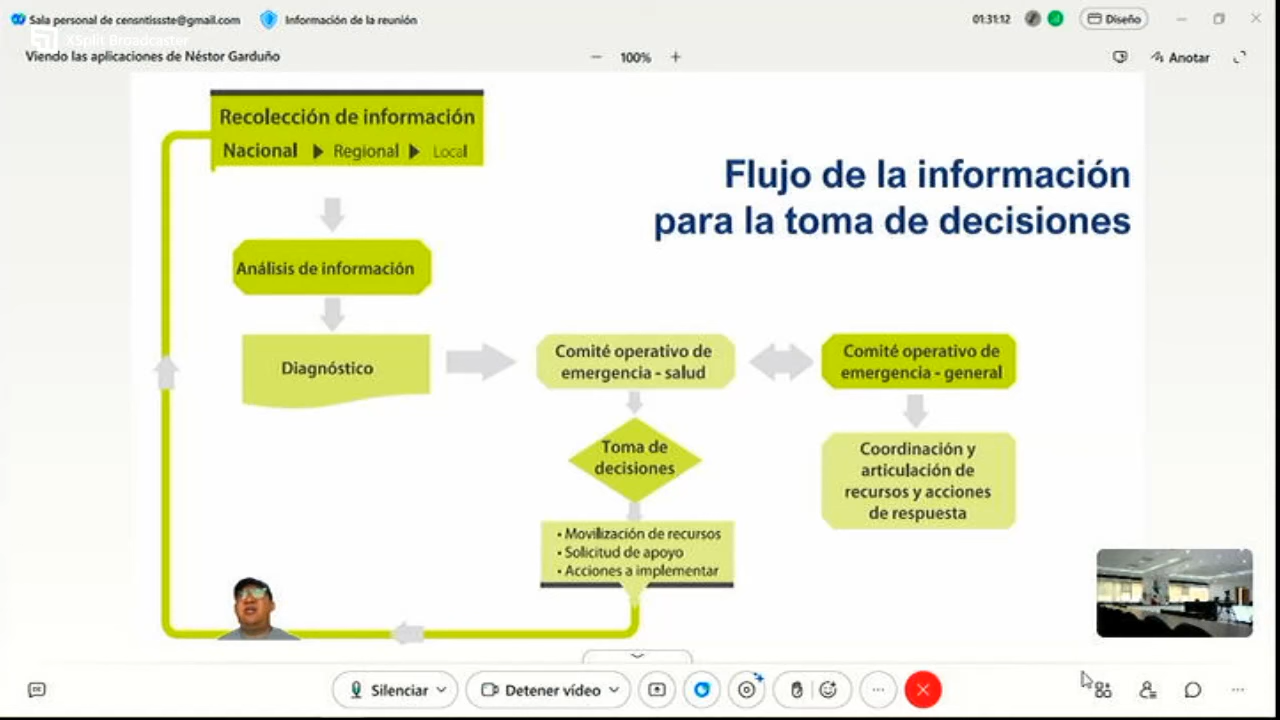 Sala personal de censntissste@gmail.com
Información de la reunión
01:31:12
Diseño
XSplit Broadcaster
Viendo las aplicaciones de Néstor Garduño
100%
Anotar
Recolección de información
Nacional Regional Local
Flujo de la información
para la toma de decisiones
Análisis de información
Diagnóstico
Comité operativo de
emergencia - salud
Comité operativo de
emergencia - general
Toma de
decisiones
Coordinación y
articulación de
recursos y acciones
de respuesta
• Movilización de recursos
• Solicitud de apoyo
• Acciones a implementar
Silenciar
Detener vídeo